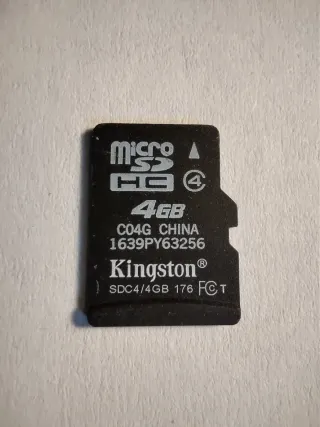 micro
SD
HC 4
4GB
C04G CHINA
1639PY63256
Kingston®
SDC4/4GB 176 FC T